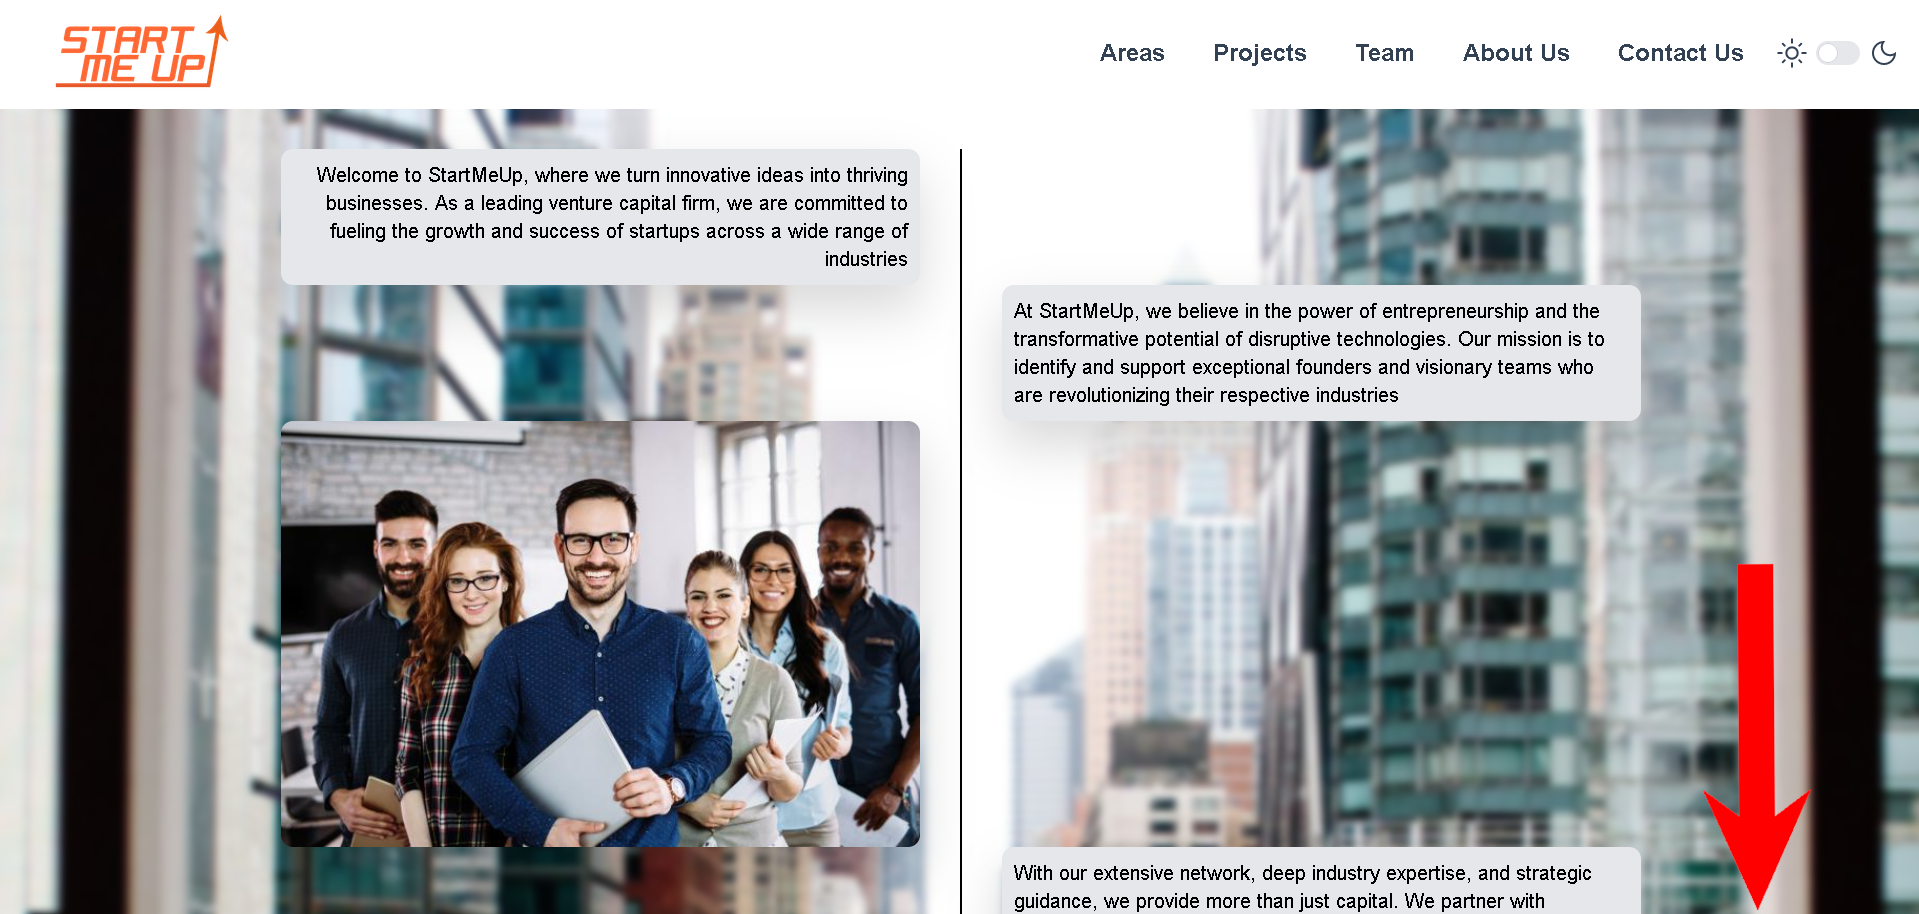 START
ME UP
Areas
Projects
Team
About Us
Contact Us
Welcome to StartMeUp, where we turn innovative ideas into thriving
businesses. As a leading venture capital firm, we are committed to
fueling the growth and success of startups across a wide range of
industries
At StartMeUp, we believe in the power of entrepreneurship and the
transformative potential of disruptive technologies. Our mission is to
identify and support exceptional founders and visionary teams who
are revolutionizing their respective industries
With our extensive network, deep industry expertise, and strategic
guidance, we provide more than just capital. We partner with